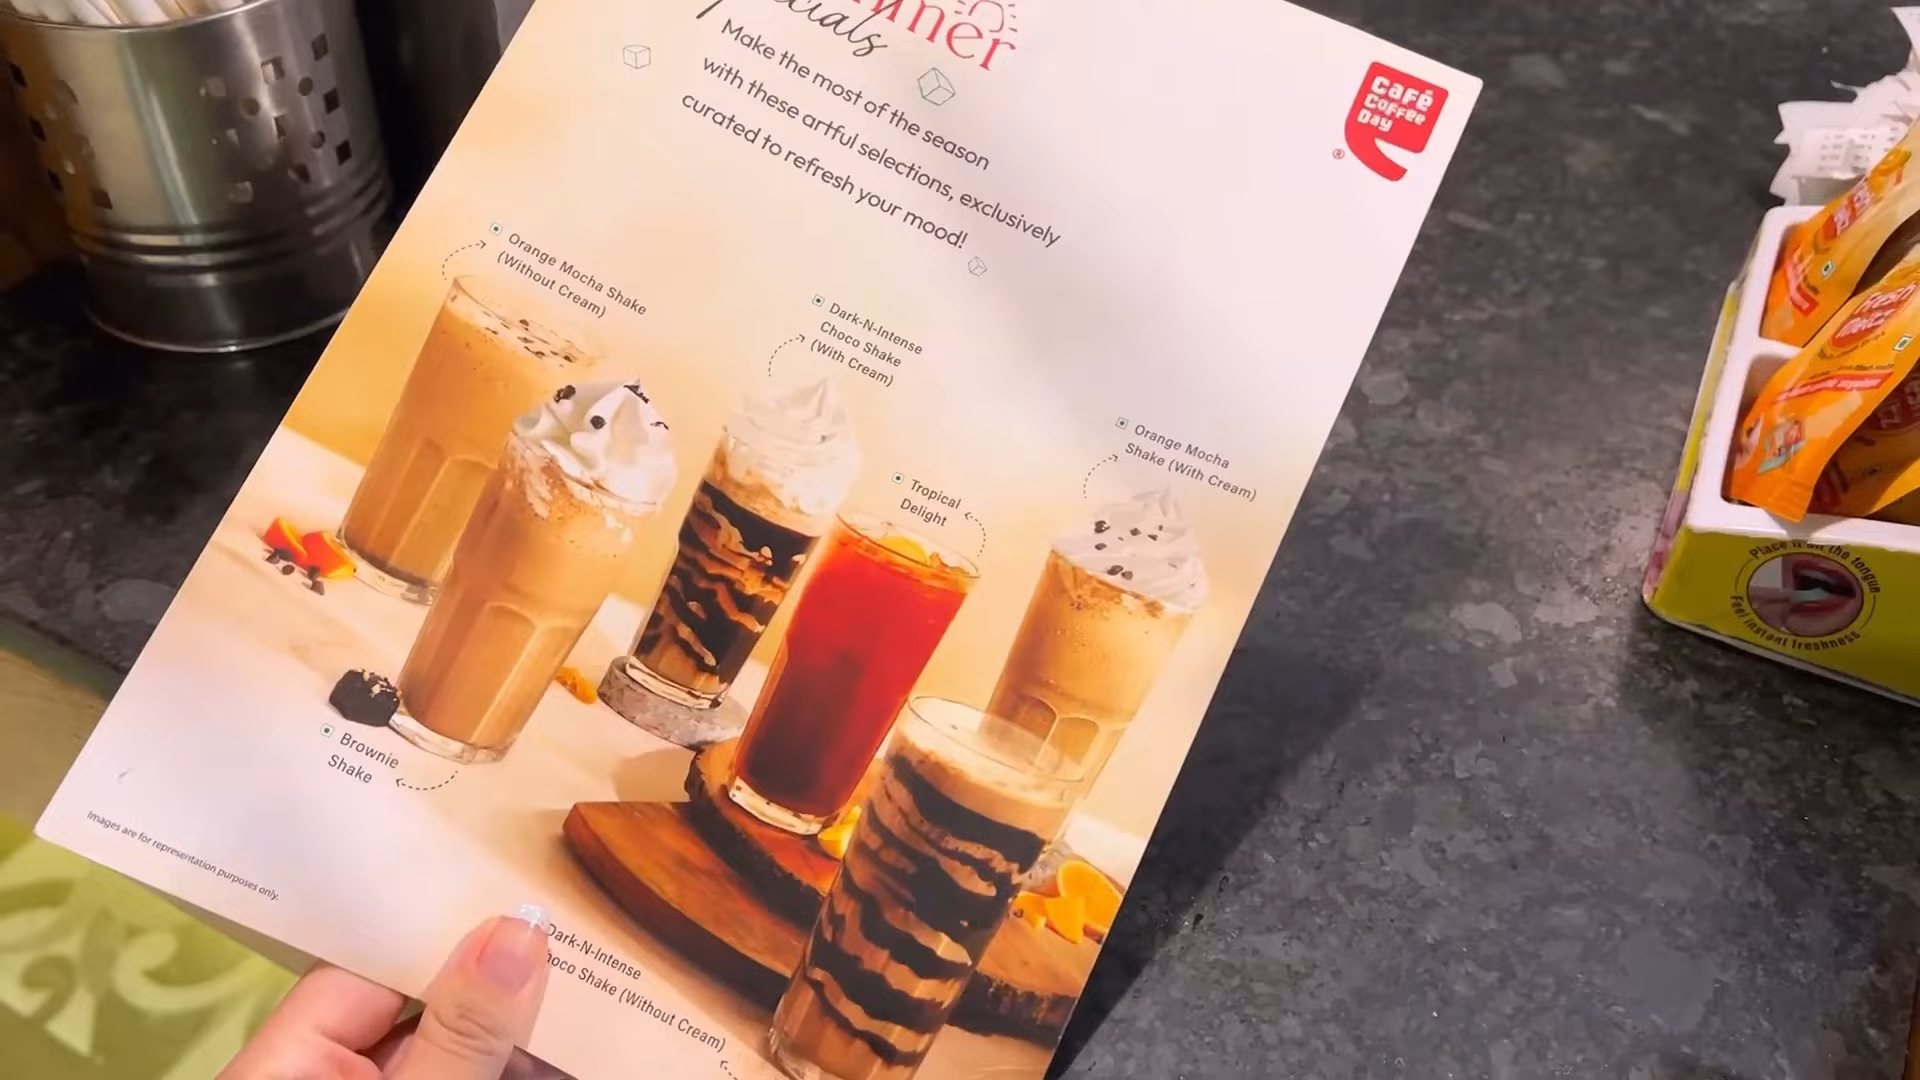 Specials
Make the most of the season
with these artful selections, exclusively
curated to refresh your mood!
Café
Coffee
Day
®
Orange Mocha Shake
(Without Cream)
Dark-N-Intense
Choco Shake
(With Cream)
Orange Mocha
Shake (With Cream)
Tropical
Delight
Brownie
Shake
Images are for representation purposes only.
Dark-N-Intense
Shake (Without Cream)
Place it on the tongue
Feel instant freshness